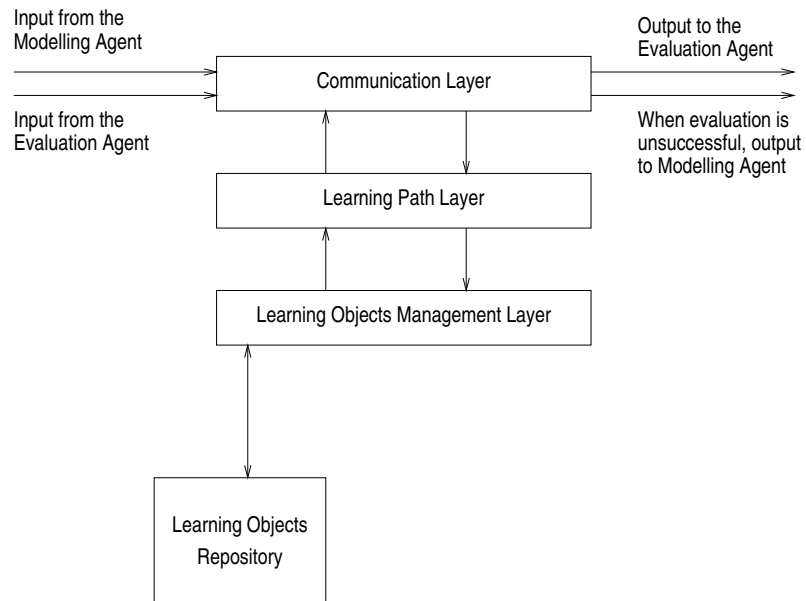 Input from the
Modelling Agent
Output to the
Evaluation Agent
Communication Layer
Input from the
Evaluation Agent
When evaluation is
unsuccessful, output
to Modelling Agent
Learning Path Layer
Learning Objects Management Layer
Learning Objects
Repository